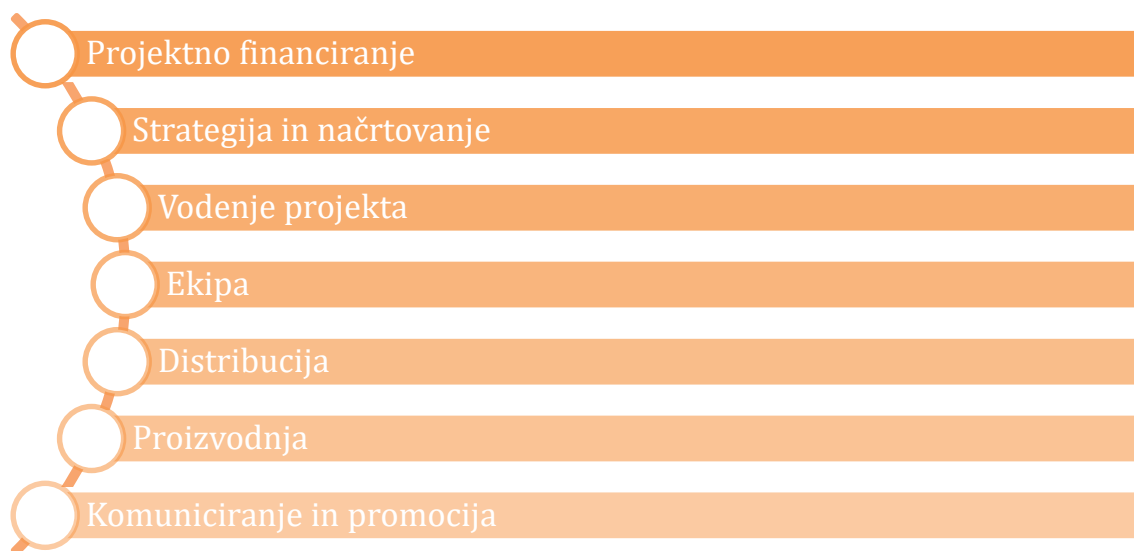 Projektno financiranje
Strategija in načrtovanje
Vodenje projekta
Ekipa
Distribucija
Proizvodnja
Komuniciranje in promocija